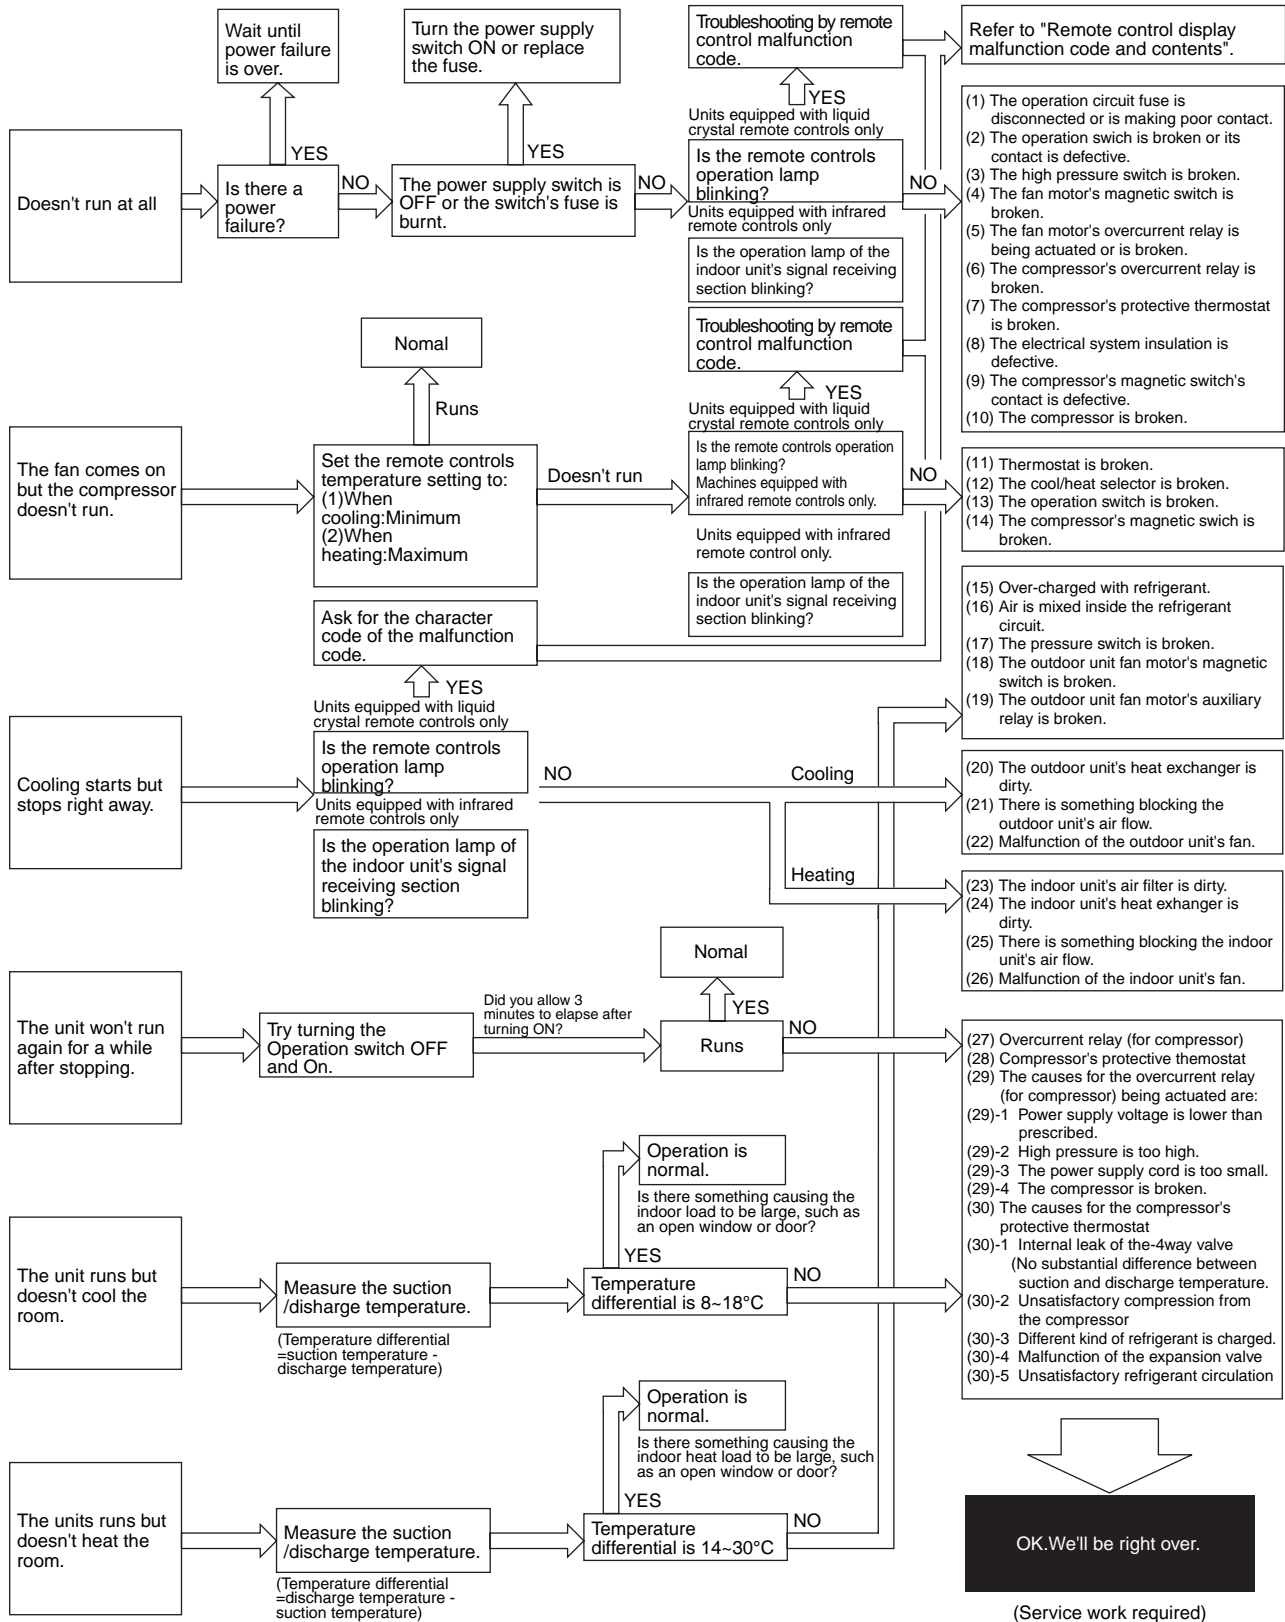 Wait until
power failure
is over.
Turn the power supply
switch ON or replace
the fuse.
Troubleshooting by remote
control malfunction
code.
Refer to "Remote control display
malfunction code and contents".
YES
YES
YES
Units equipped with liquid
crystal remote controls only
Doesn't run at all
Is there a
power
failure?
NO
The power supply switch is
OFF or the switch's fuse is
burnt.
NO
Is the remote controls
operation lamp
blinking?
NO
Units equipped with infrared
remote controls only
Is the operation lamp of the
indoor unit's signal receiving
section blinking?
(1) The operation circuit fuse is
disconnected or is making poor contact.
(2) The operation swich is broken or its
contact is defective.
(3) The high pressure switch is broken.
(4) The fan motor's magnetic switch is
broken.
(5) The fan motor's overcurrent relay is
being actuated or is broken.
(6) The compressor's overcurrent relay is
broken.
(7) The compressor's protective thermostat
is broken.
(8) The electrical system insulation is
defective.
(9) The compressor's magnetic switch's
contact is defective.
(10) The compressor is broken.
Nomal
Troubleshooting by remote
control malfunction
code.
Runs
YES
Units equipped with liquid
crystal remote controls only
The fan comes on
but the compressor
doesn't run.
Set the remote controls
temperature setting to:
(1)When
cooling:Minimum
(2)When
heating:Maximum
Doesn't run
Is the remote controls operation
lamp blinking?
Machines equipped with
infrared remote controls only.
NO
Units equipped with infrared
remote control only.
Is the operation lamp of the
indoor unit's signal receiving
section blinking?
(11) Thermostat is broken.
(12) The cool/heat selector is broken.
(13) The operation switch is broken.
(14) The compressor's magnetic swich is
broken.
Ask for the character
code of the malfunction
code.
YES
Units equipped with liquid
crystal remote controls only
(15) Over-charged with refrigerant.
(16) Air is mixed inside the refrigerant
circuit.
(17) The pressure switch is broken.
(18) The outdoor unit fan motor's magnetic
switch is broken.
(19) The outdoor unit fan motor's auxiliary
relay is broken.
Cooling starts but
stops right away.
Is the remote controls
operation lamp
blinking?
NO
Cooling
Units equipped with infrared
remote controls only
Is the operation lamp of
the indoor unit's signal
receiving section
blinking?
Heating
(20) The outdoor unit's heat exchanger is
dirty.
(21) There is something blocking the
outdoor unit's air flow.
(22) Malfunction of the outdoor unit's fan.
(23) The indoor unit's air filter is dirty.
(24) The indoor unit's heat exhanger is
dirty.
(25) There is something blocking the indoor
unit's air flow.
(26) Malfunction of the indoor unit's fan.
Nomal
YES
The unit won't run
again for a while
after stopping.
Try turning the
Operation switch OFF
and On.
Did you allow 3
minutes to elapse after
turning ON?
Runs
NO
(27) Overcurrent relay (for compressor)
(28) Compressor's protective themostat
(29) The causes for the overcurrent relay
(for compressor) being actuated are:
(29)-1 Power supply voltage is lower than
prescribed.
(29)-2 High pressure is too high.
(29)-3 The power supply cord is too small.
(29)-4 The compressor is broken.
(30) The causes for the compressor's
protective thermostat
(30)-1 Internal leak of the-4way valve
(No substantial difference between
suction and discharge temperature.
(30)-2 Unsatisfactory compression from
the compressor
(30)-3 Different kind of refrigerant is charged.
(30)-4 Malfunction of the expansion valve
(30)-5 Unsatisfactory refrigerant circulation
Operation is
normal.
Is there something causing the
indoor load to be large, such as
an open window or door?
YES
The unit runs but
doesn't cool the
room.
Measure the suction
/disharge temperature.
Temperature
differential is 8~18°C
NO
(Temperature differential
=suction temperature -
discharge temperature)
Operation is
normal.
Is there something causing the
indoor heat load to be large, such
as an open window or door?
YES
The units runs but
doesn't heat the
room.
Measure the suction
/discharge temperature.
Temperature
differential is 14~30°C
NO
(Temperature differential
=discharge temperature -
suction temperature)
OK.We'll be right over.
(Service work required)